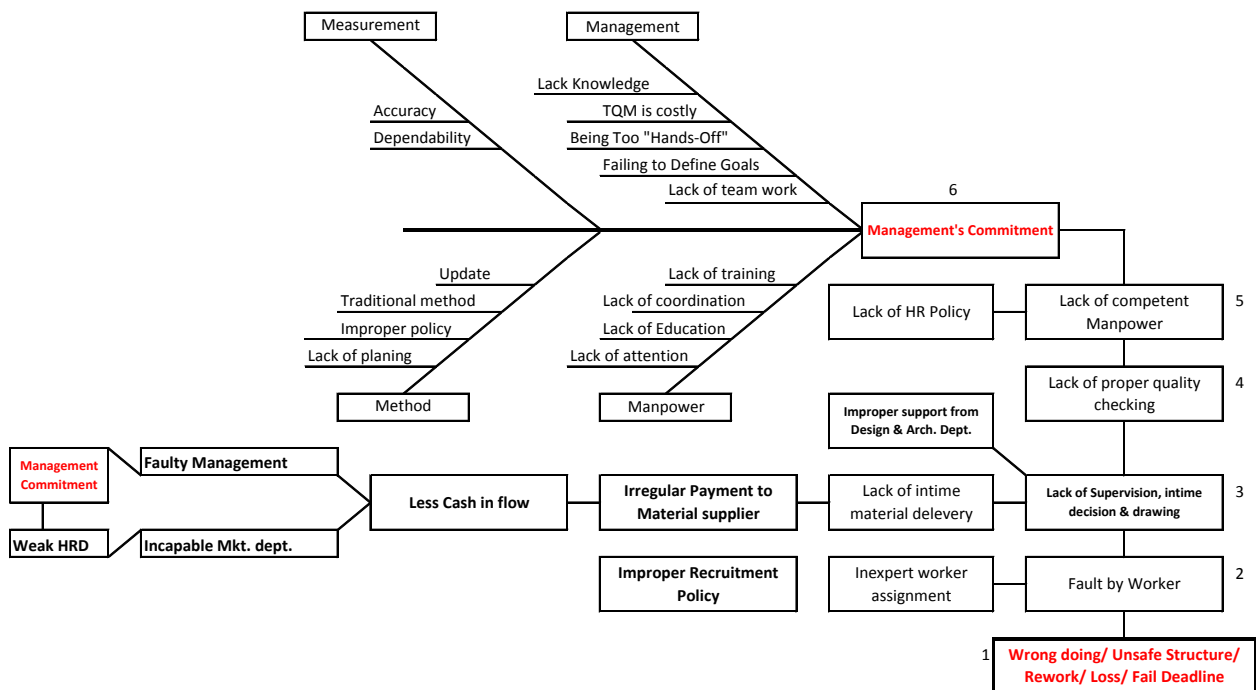 Measurement
Management
Lack Knowledge
Accuracy
TQM is costly
Dependability
Being Too "Hands-Off"
Failing to Define Goals
Lack of team work
6
Management's Commitment
Update
Lack of training
Traditional method
Lack of coordination
Improper policy
Lack of Education
Lack of planing
Lack of attention
Method
Manpower
Lack of HR Policy
Lack of competent
Manpower
5
Lack of proper quality
checking
4
Improper support from
Design & Arch. Dept.
Management
Commitment
Faulty Management
Less Cash in flow
Irregular Payment to
Material supplier
Lack of intime
material delevery
Lack of Supervision, intime
decision & drawing
3
Weak HRD
Incapable Mkt. dept.
Improper Recruitment
Policy
Inexpert worker
assignment
Fault by Worker
2
1
Wrong doing/ Unsafe Structure/
Rework/ Loss/ Fail Deadline